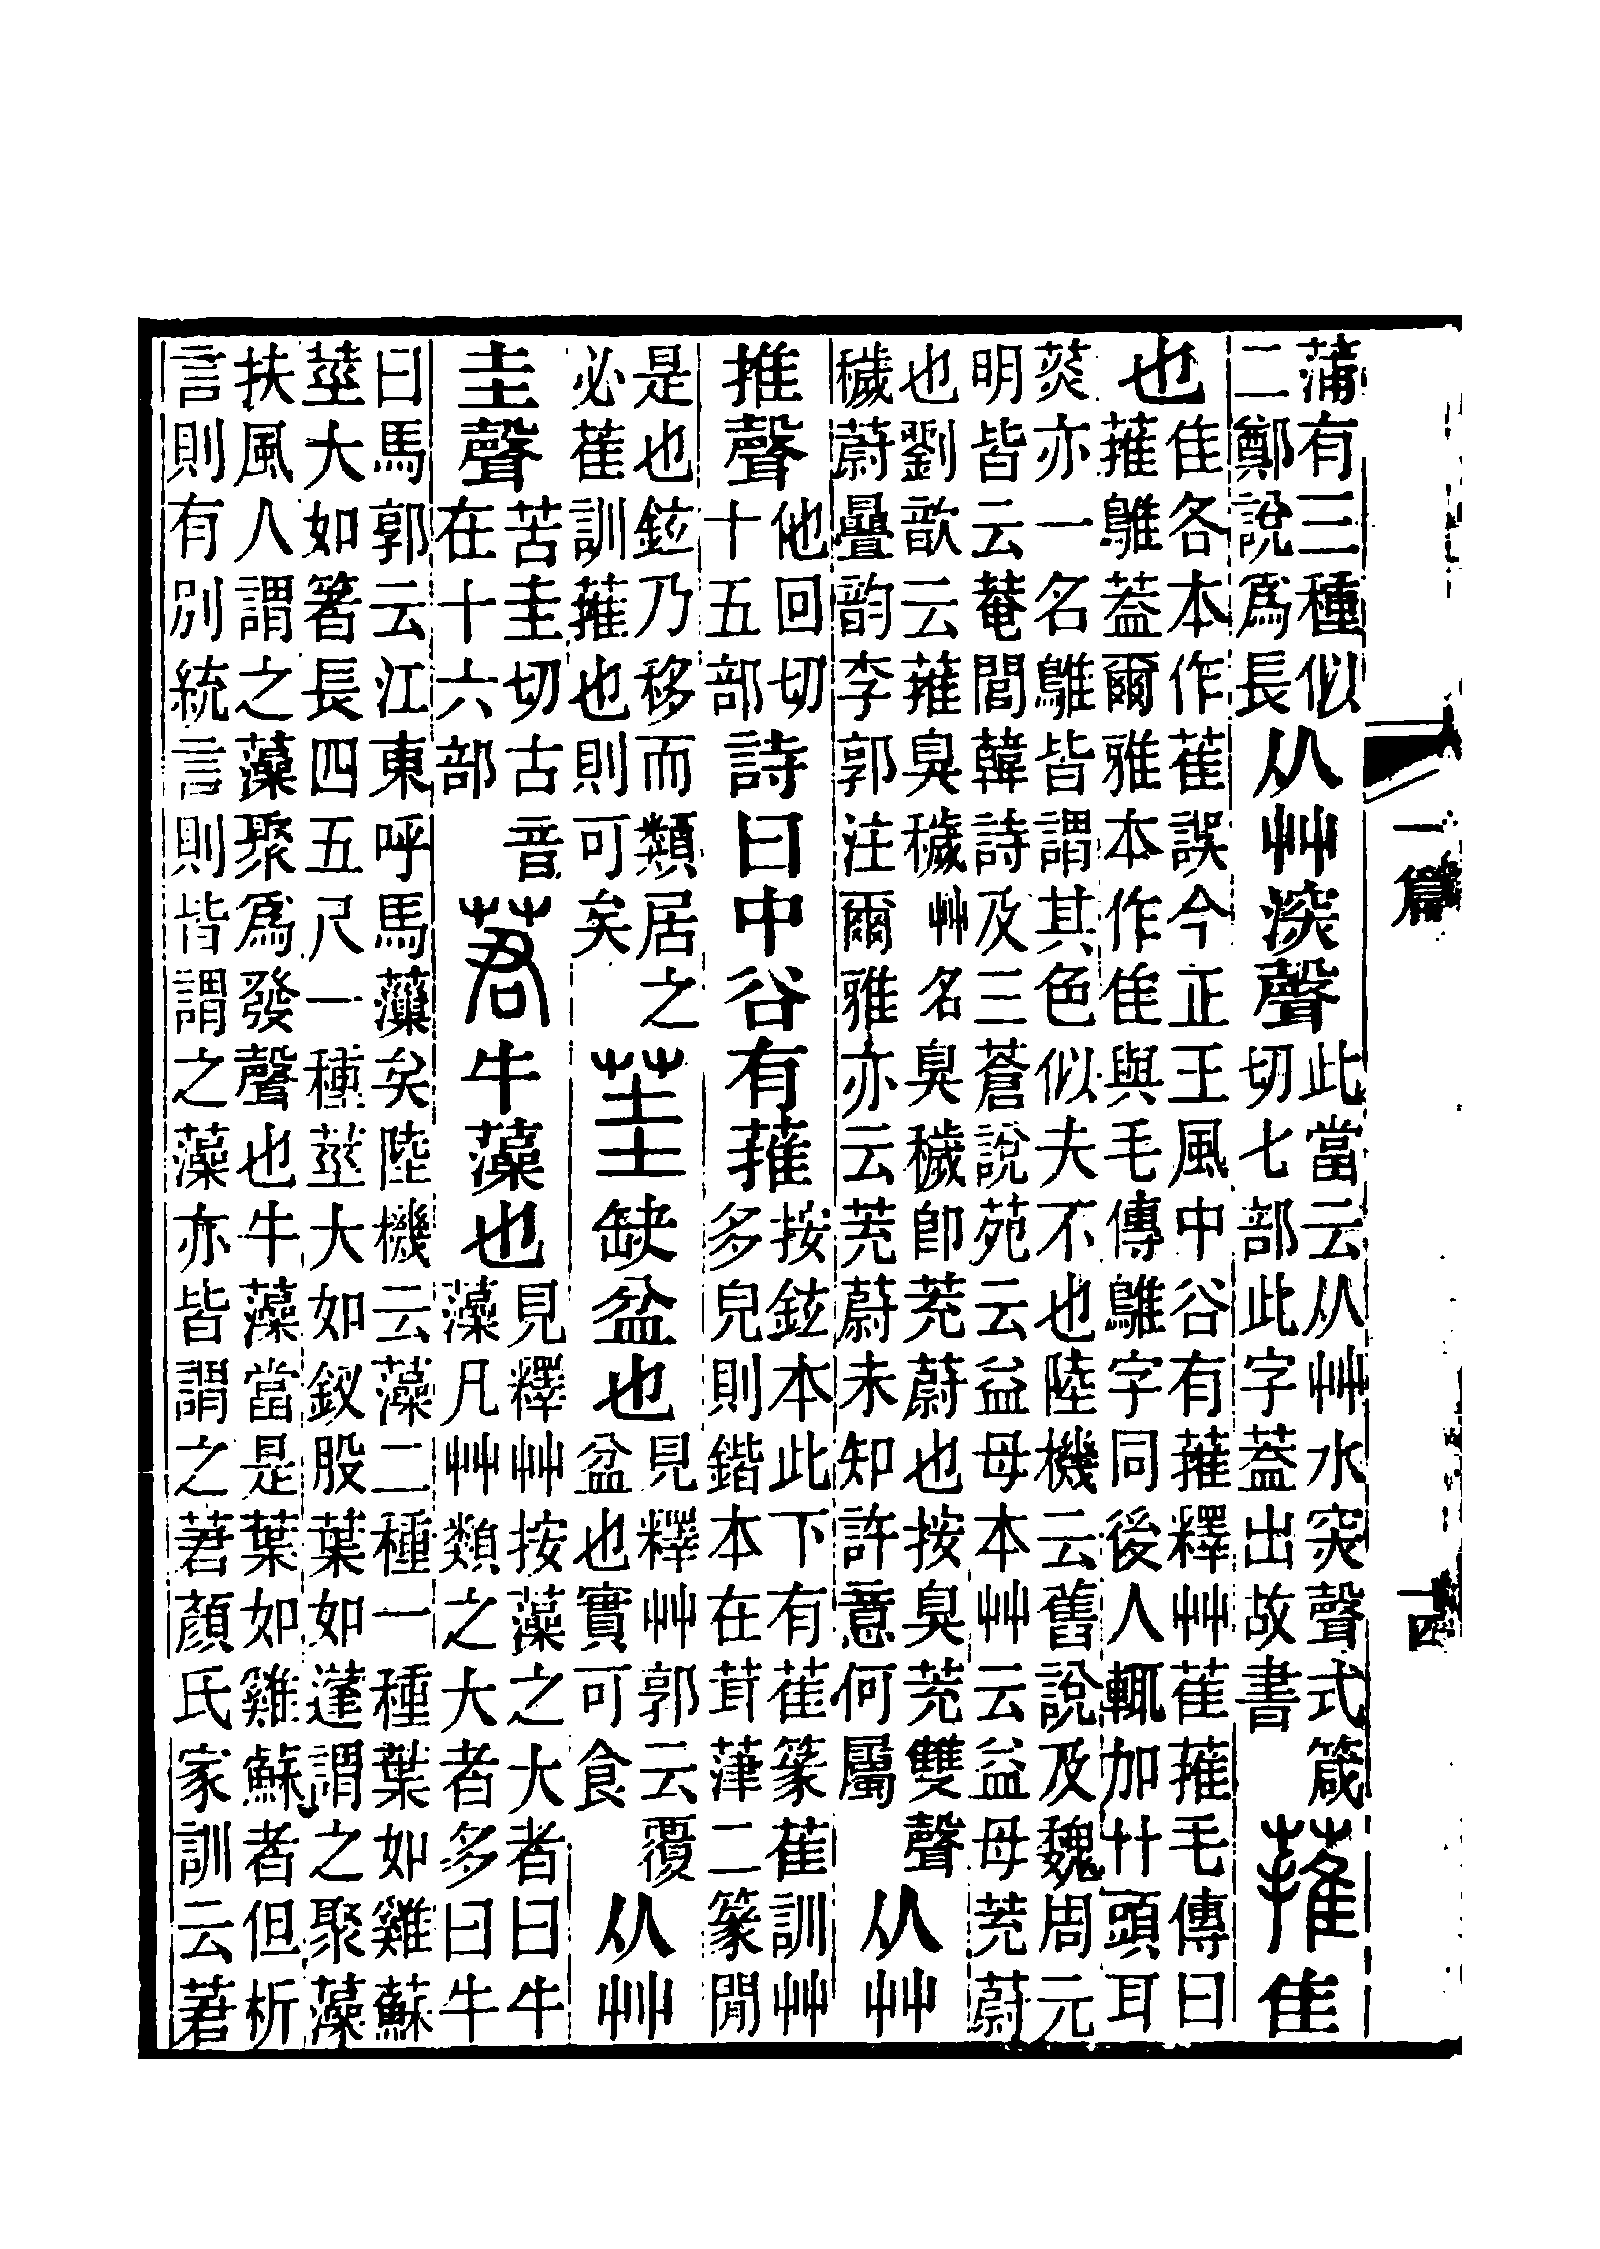 蒲有三種似二鄭說爲長从艸深聲此當云从艸水突聲式箴切七部此字葢出故書蓷隹
也隹各本作萑誤今正王風中谷有蓷釋艸萑蓷毛傳曰蓷鵻葢爾雅本作隹與毛傳鵻字同後人輒加卄頭耳
菼亦一名鵻皆謂其色似夫不也陸機云舊說及魏周元明皆云菴閭韓詩及三蒼說苑云益母本艸云益母茺蔚
也劉歆云蓷臭穢艸名臭穢卽茺蔚也按臭茺雙聲穢蔚曡韵李郭注爾雅亦云茺蔚未知許意何屬从艸
推聲他回切十五部詩曰中谷有蓷按鉉本此下有萑篆萑訓艸多皃則鍇本在茸葏二篆閒
是也鉉乃移而類居之必萑訓蓷也則可矣茥缺盆也見釋艸郭云覆盆也實可食从艸
圭聲苦圭切古音在十六部莙牛藻也見釋艸按藻之大者曰牛藻凡艸類之大者多曰牛
曰馬郭云江東呼馬薻矣陸機云藻二種一種葉如雞蘇莖大如箸長四五尺一種莖大如釵股葉如蓬謂之聚藻
扶風人謂之藻聚爲發聲也牛藻當是葉如雞蘇者但析言則有別統言則皆謂之藻亦皆謂之莙顏氏家訓云莙